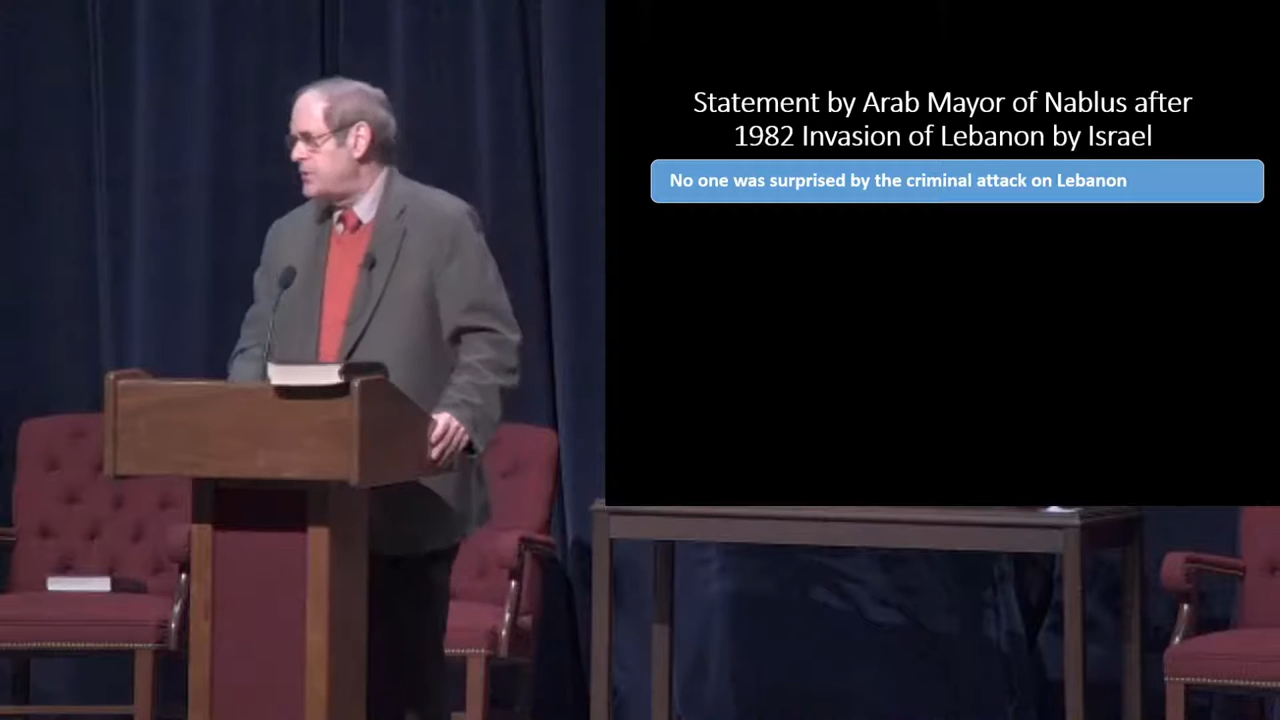 Statement by Arab Mayor of Nablus after
1982 Invasion of Lebanon by Israel
No one was surprised by the criminal attack on Lebanon